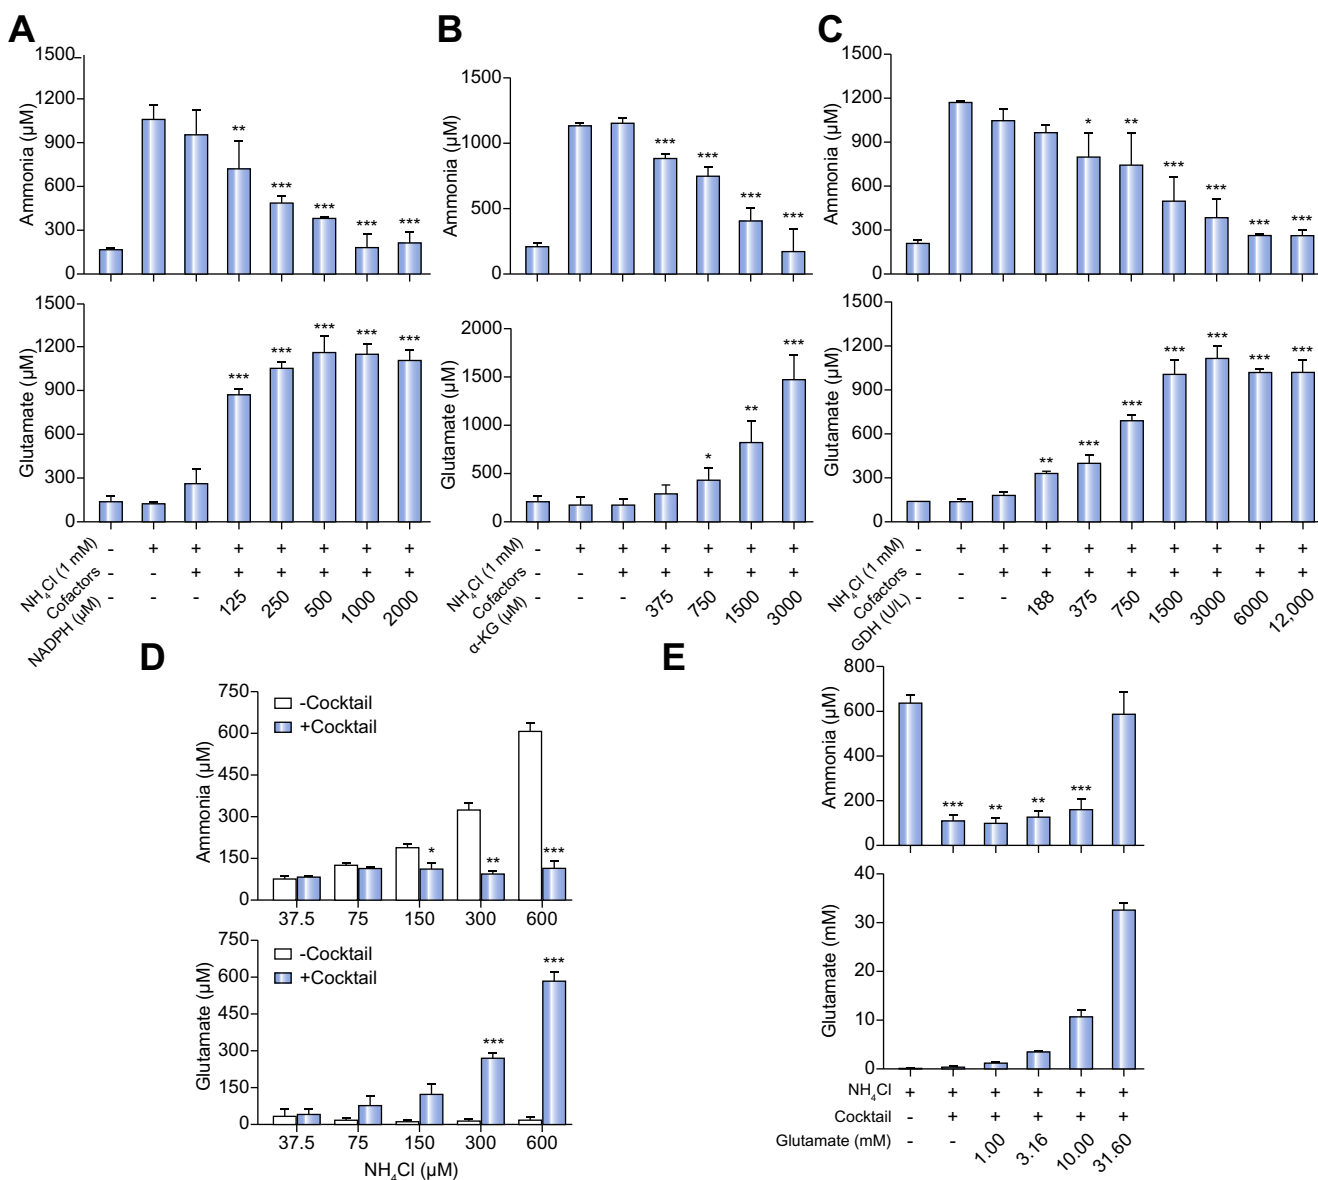 A
B
C
1500
1200
900
600
300
0
Ammonia (µM)
** *** *** *** ***
1500
1000
500
0
Ammonia (µM)
*** *** *** ***
1500
1200
900
600
300
0
Ammonia (µM)
* ** *** *** *** ***
1500
1200
900
600
300
0
Glutamate (µM)
*** *** *** *** ***
2000
1500
1000
500
0
Glutamate (µM)
* ** ***
1500
1200
900
600
300
0
Glutamate (µM)
** *** *** *** *** *** ***
NH₄Cl (1 mM) - + + + + + + +
Cofactors - - + + + + + +
NADPH (µM) - - - 125 250 500 1000 2000
NH₄Cl (1 mM) - + + + + + +
Cofactors - - + + + + +
α-KG (µM) - - - 375 750 1500 3000
NH₄Cl (1 mM) - + + + + + + + + +
Cofactors - - + + + + + + + +
GDH (U/L) - - - 188 375 750 1500 3000 6000 12,000
D
750
600
450
300
150
0
Ammonia (µM)
-Cocktail
+Cocktail
* ** ***
37.5 75 150 300 600
750
600
450
300
150
0
Glutamate (µM)
-Cocktail
+Cocktail
*** ***
37.5 75 150 300 600
NH₄Cl (µM)
E
800
600
400
200
0
Ammonia (µM)
*** ** ** ***
40
30
20
10
0
Glutamate (mM)
NH₄Cl + + + + + +
Cocktail - + + + + +
Glutamate (mM) - - 1.00 3.16 10.00 31.60